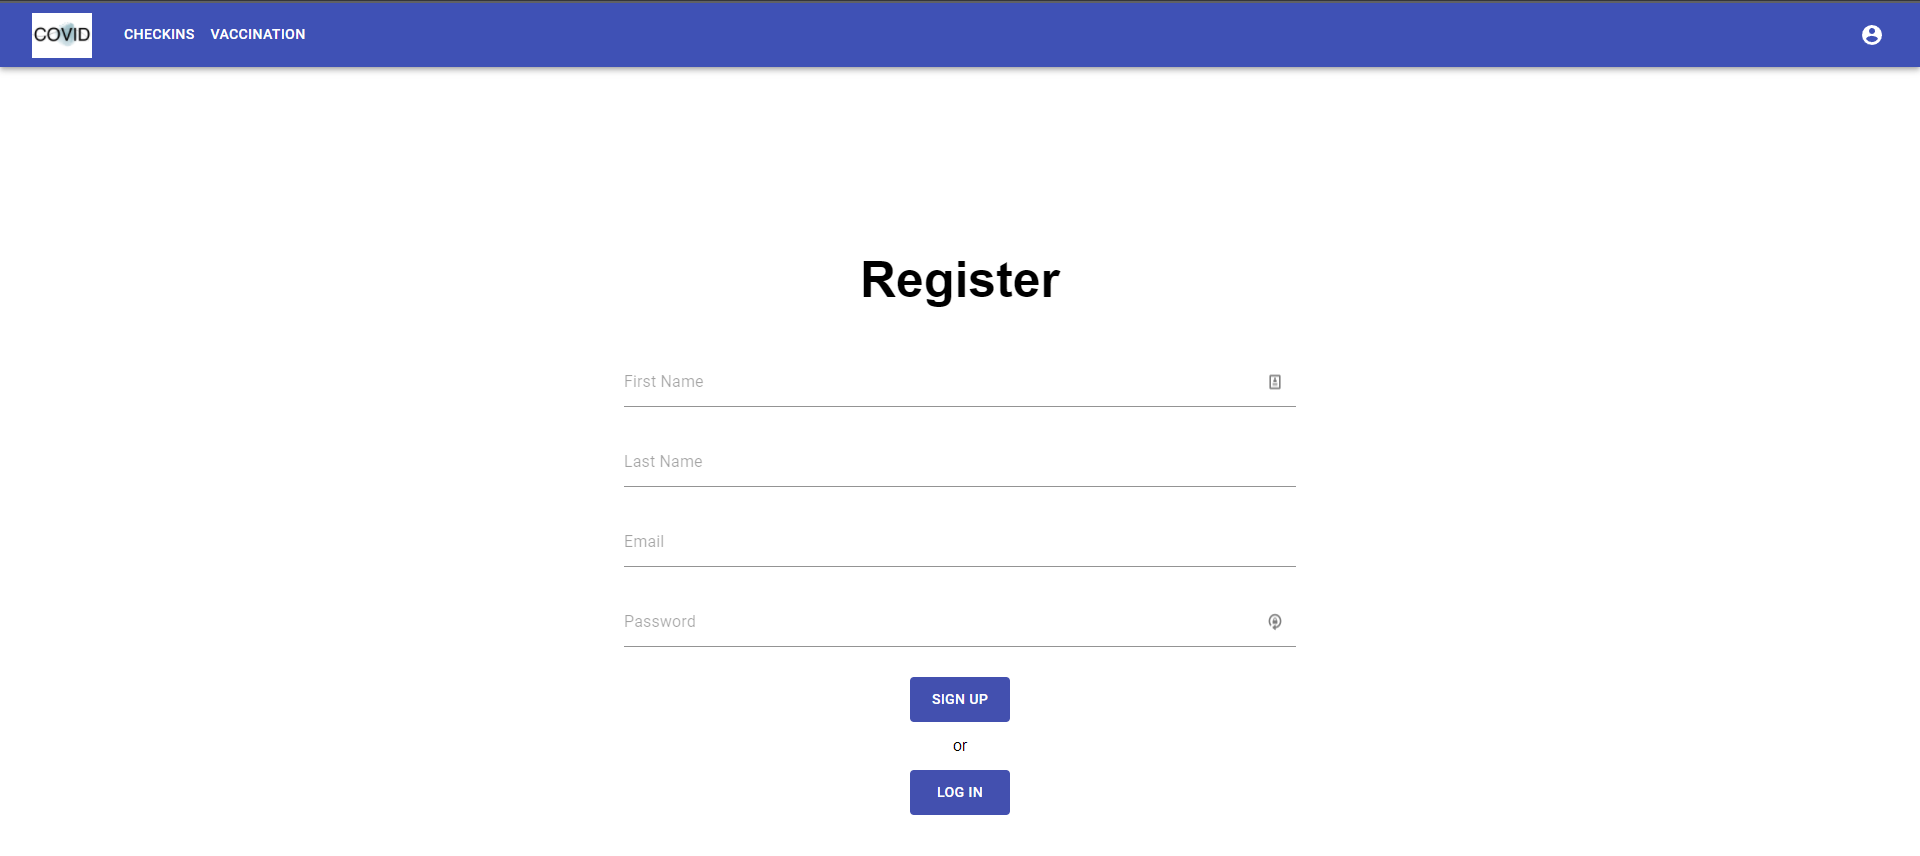 COVID
CHECKINS VACCINATION
Register
First Name
Last Name
Email
Password
SIGN UP
or
LOG IN